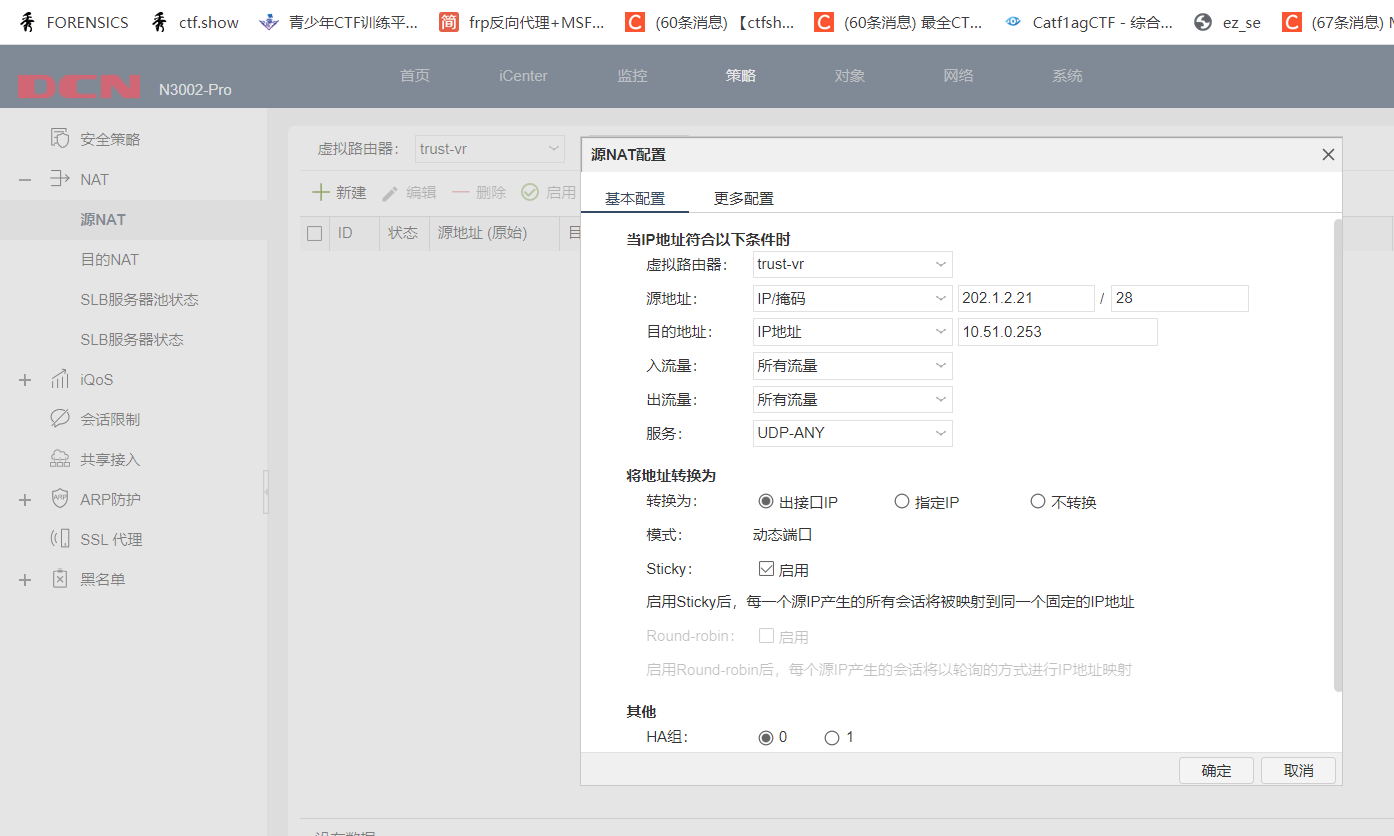 FORENSICS ctf.show 青少年CTF训练平... 简 frp反向代理+MSF... C (60条消息) 【ctfsh... C (60条消息) 最全CT... Catf1agCTF - 综合... ez_se C (67条消息)
DCN N3002-Pro 首页 iCenter 监控 策略 对象 网络 系统
安全策略
NAT
源NAT
目的NAT
SLB服务器池状态
SLB服务器状态
iQoS
会话限制
共享接入
ARP防护
SSL 代理
黑名单
虚拟路由器: trust-vr
新建 编辑 删除 启用
ID 状态 源地址 (原始) 目
源NAT配置
基本配置 更多配置
当IP地址符合以下条件时
虚拟路由器: trust-vr
源地址: IP/掩码 202.1.2.21 / 28
目的地址: IP地址 10.51.0.253
入流量: 所有流量
出流量: 所有流量
服务: UDP-ANY
将地址转换为
转换为: 出接口IP 指定IP 不转换
模式: 动态端口
Sticky: 启用
启用Sticky后，每一个源IP产生的所有会话将被映射到同一个固定的IP地址
Round-robin: 启用
启用Round-robin后，每个源IP产生的会话将以轮询的方式进行IP地址映射
其他
HA组: 0 1
确定 取消